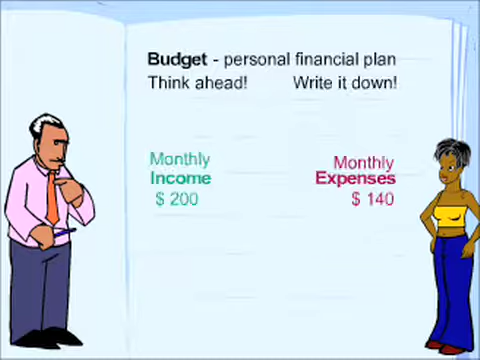 Budget - personal financial plan
Think ahead! Write it down!
Monthly
Income
$ 200
Monthly
Expenses
$ 140